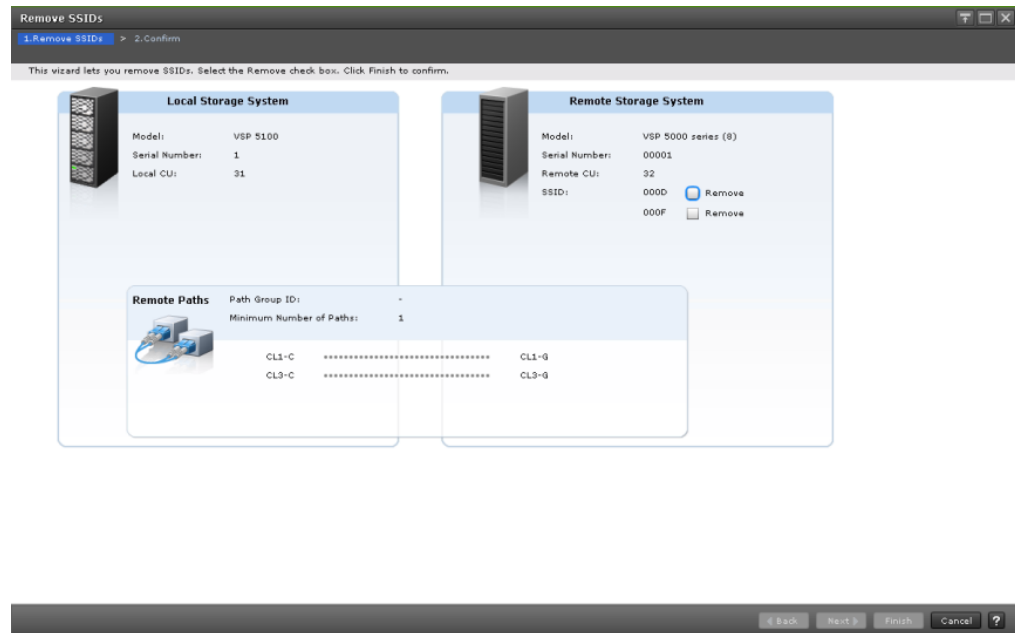 Remove SSIDs
1.Remove SSIDs > 2.Confirm
This wizard lets you remove SSIDs. Select the Remove check box. Click Finish to confirm.
Local Storage System
Model: VSP 5100
Serial Number: 1
Local CU: 31
Remote Storage System
Model: VSP 5000 series (8)
Serial Number: 00001
Remote CU: 32
SSID: 000D Remove
000F Remove
Remote Paths
Path Group ID: -
Minimum Number of Paths: 1
CL1-C CL1-G
CL3-C CL3-G
Back Next Finish Cancel ?